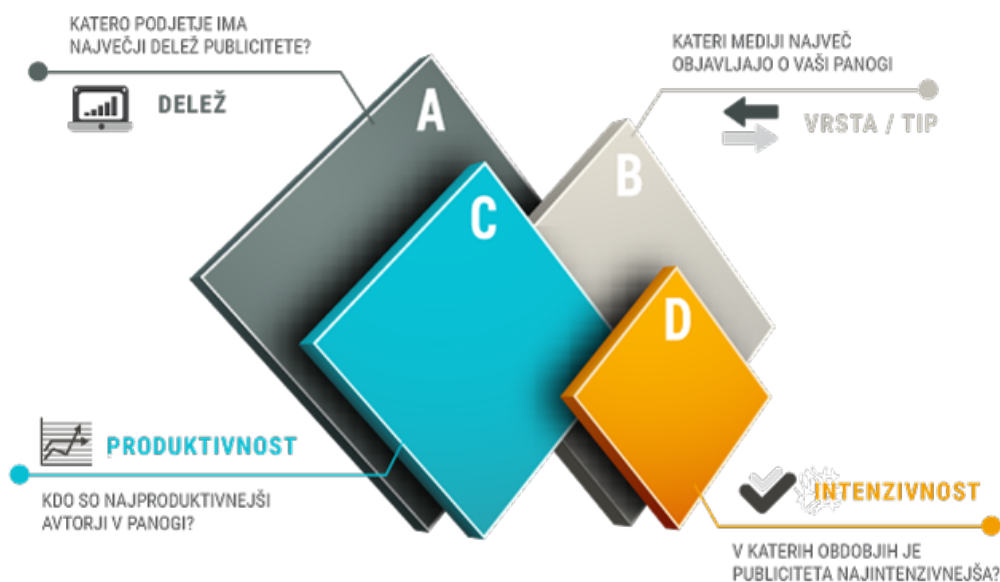 KATERO PODJETJE IMA
NAJVEČJI DELEŽ PUBLICITETE?
DELEŽ
A
KATERI MEDIJI NAJVEČ
OBJAVLJAJO O VAŠI PANOGI
VRSTA / TIP
B
C
D
PRODUKTIVNOST
KDO SO NAJPRODUKTIVNEJŠI
AVTORJI V PANOGI?
INTENZIVNOST
V KATERIH OBDOBJIH JE
PUBLICITETA NAJINTENZIVNEJŠA?